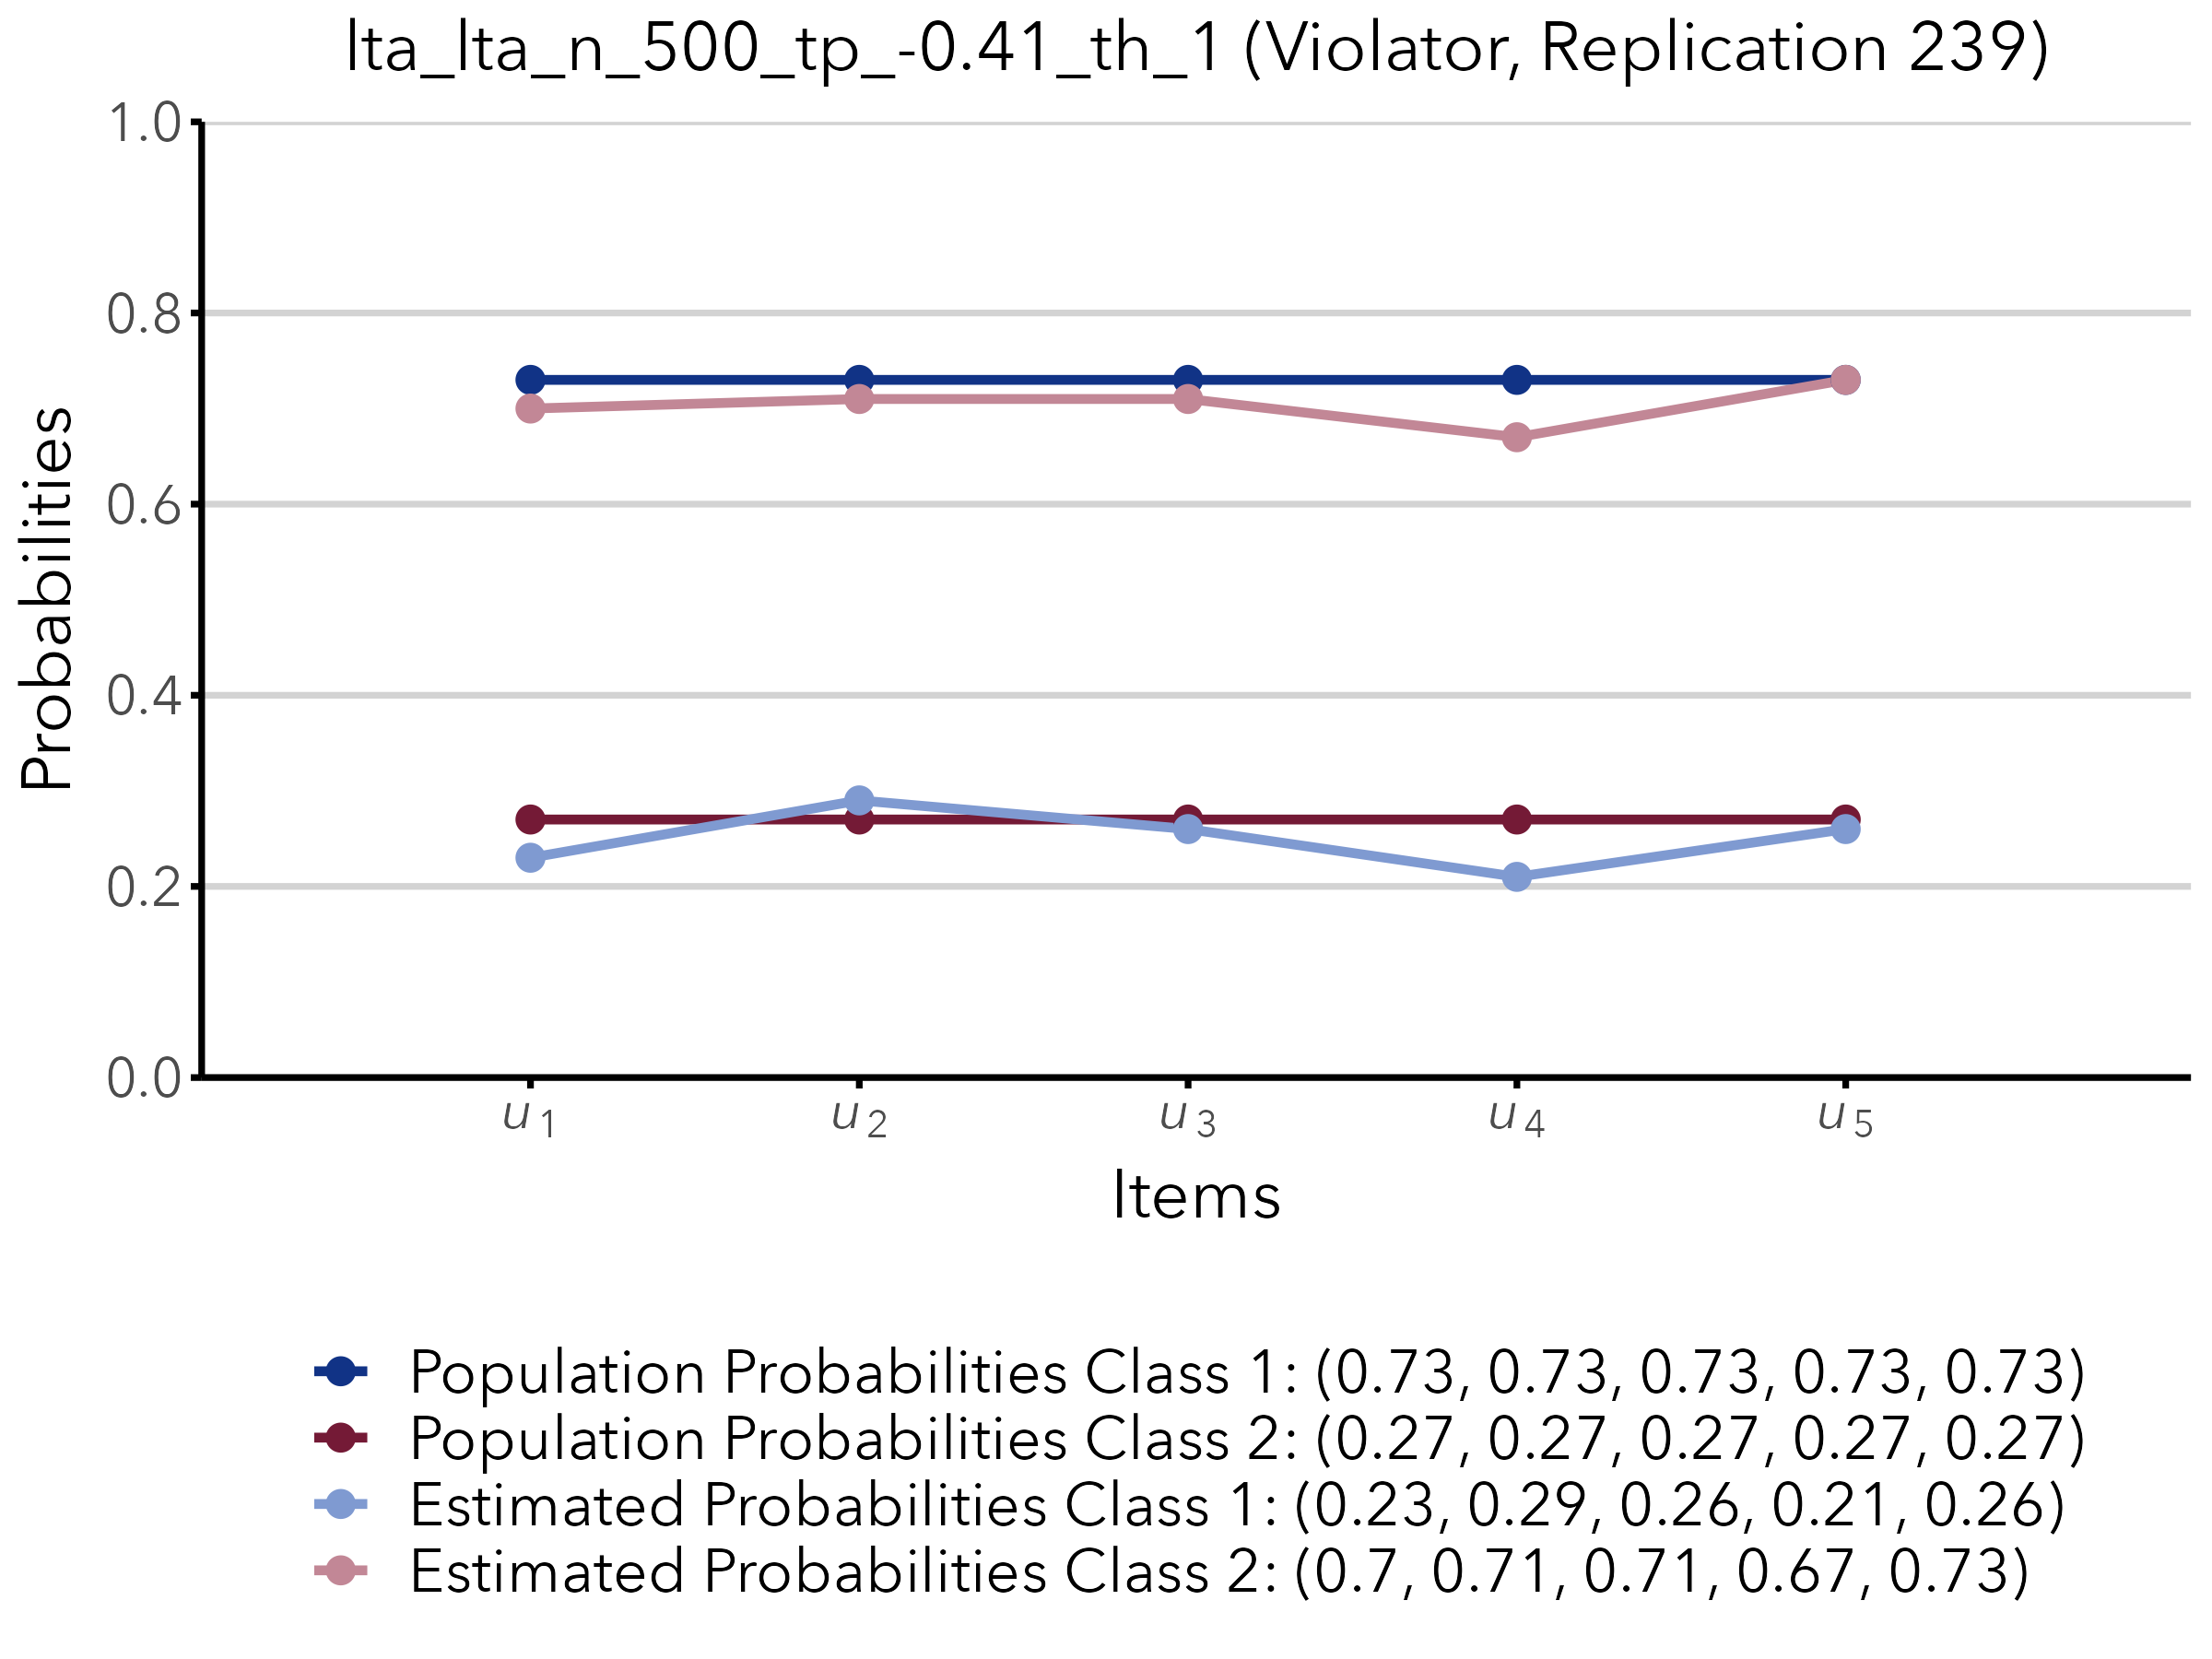 lta_lta_n_500_tp_-0.41_th_1 (Violator, Replication 239)
1.0
0.8
0.6
0.4
0.2
0.0
Probabilities
u1 u2 u3 u4 u5
Items
Population Probabilities Class 1: (0.73, 0.73, 0.73, 0.73, 0.73)
Population Probabilities Class 2: (0.27, 0.27, 0.27, 0.27, 0.27)
Estimated Probabilities Class 1: (0.23, 0.29, 0.26, 0.21, 0.26)
Estimated Probabilities Class 2: (0.7, 0.71, 0.71, 0.67, 0.73)